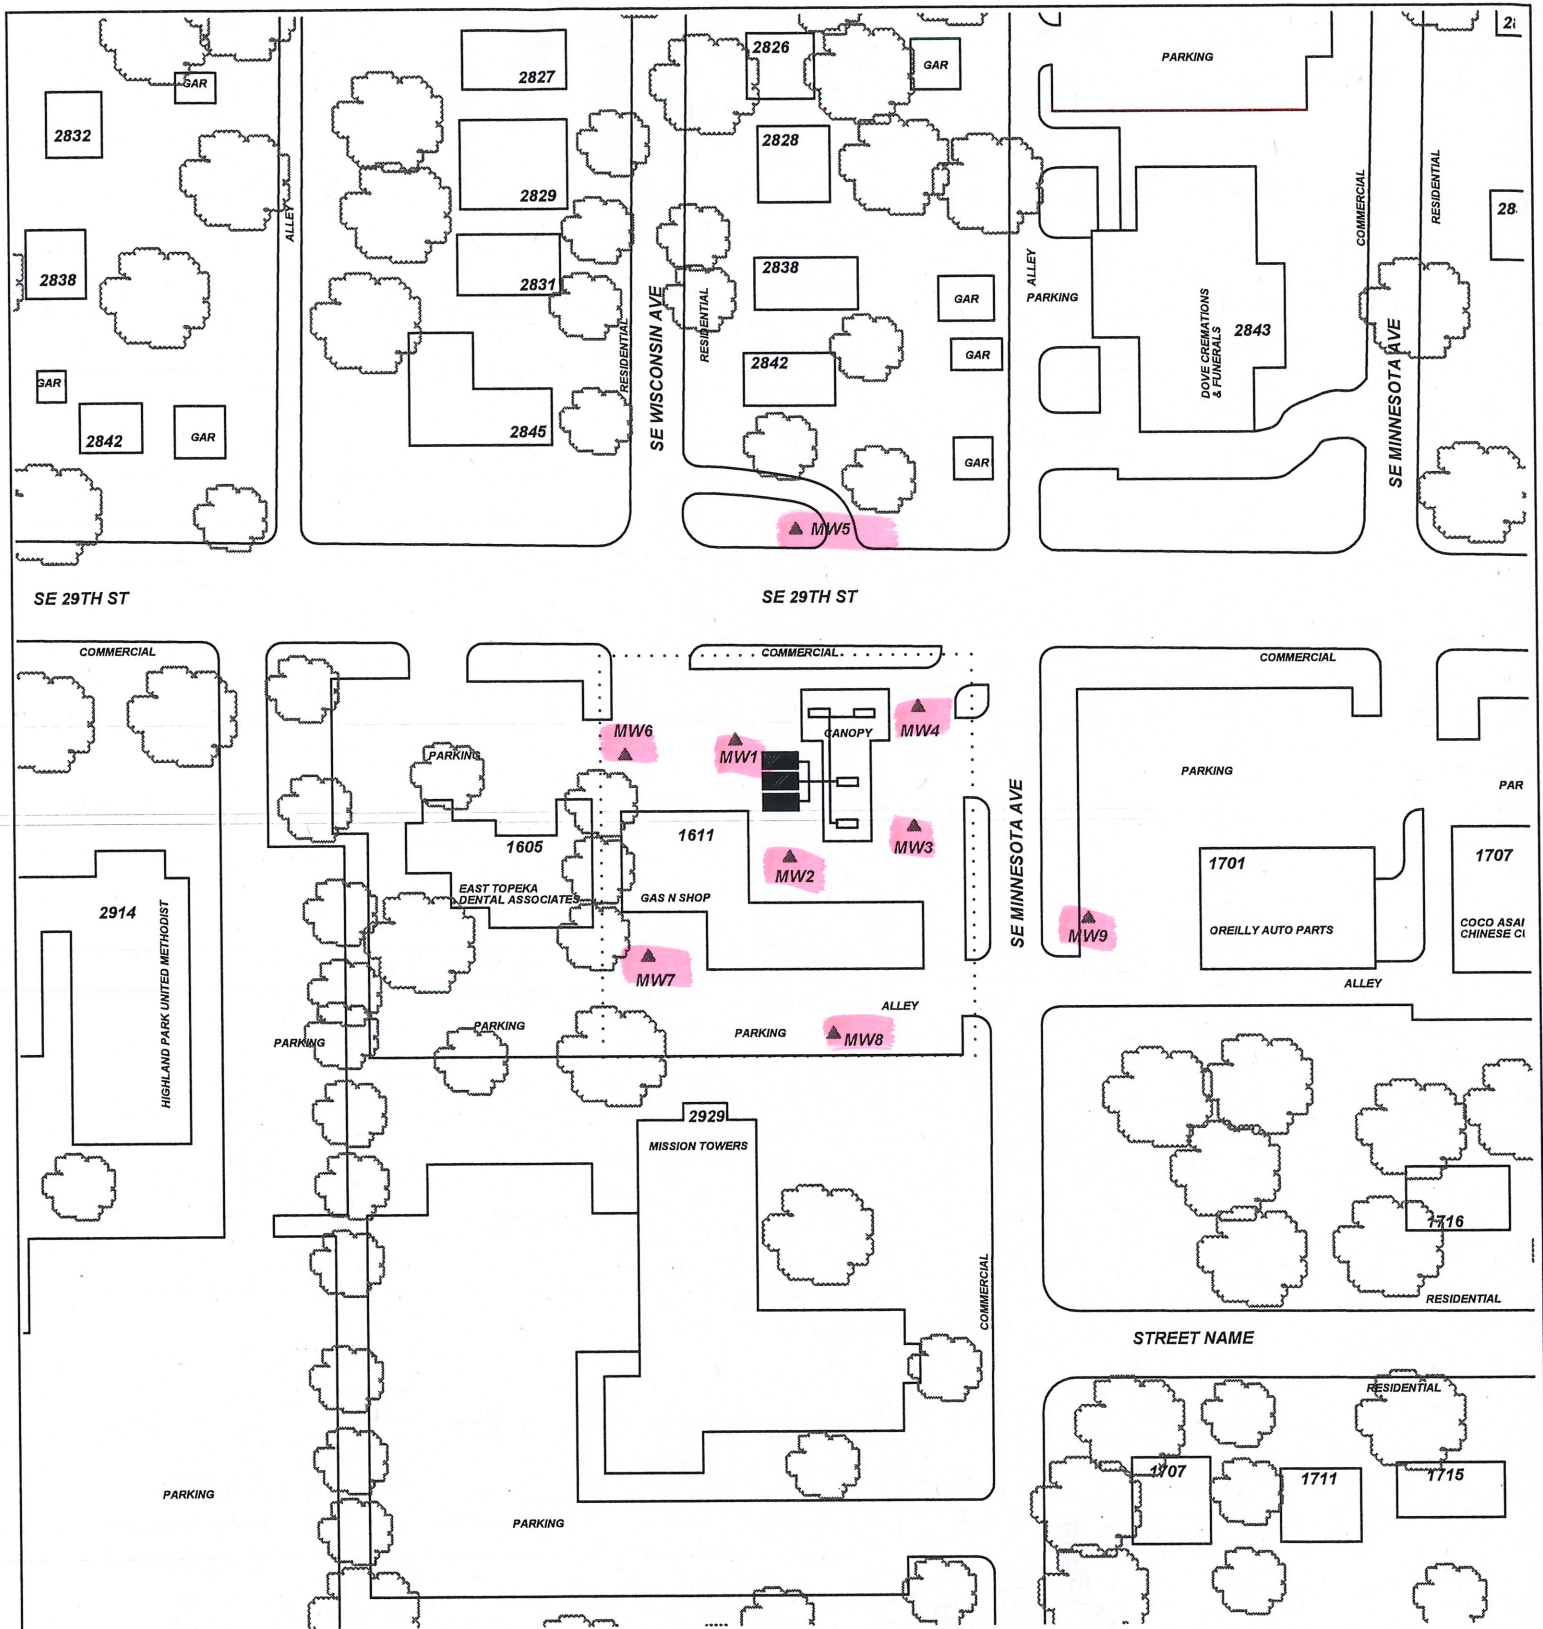 2826
2827
PARKING
GAR
GAR
2832
2828
2829
RESIDENTIAL
COMMERCIAL
ALLEY
28
2838
2831
2838
ALLEY
PARKING
GAR
SE WISCONSIN AVE
RESIDENTIAL
RESIDENTIAL
DOVE CREMATIONS
& FUNERALS
2843
SE MINNESOTA AVE
GAR
2842
GAR
2842
GAR
2845
GAR
MW5
SE 29TH ST
SE 29TH ST
COMMERCIAL
COMMERCIAL
COMMERCIAL
MW6
MW4
CANOPY
PARKING
MW1
PARKING
PAR
SE MINNESOTA AVE
1605
1611
MW3
1701
1707
MW2
EAST TOPEKA
DENTAL ASSOCIATES
GAS N SHOP
2914
HIGHLAND PARK UNITED METHODIST
MW9
OREILLY AUTO PARTS
COCO ASAI
CHINESE CU
MW7
ALLEY
ALLEY
PARKING
PARKING
PARKING
MW8
2929
MISSION TOWERS
1716
COMMERCIAL
RESIDENTIAL
STREET NAME
RESIDENTIAL
1707
1711
1715
PARKING
PARKING